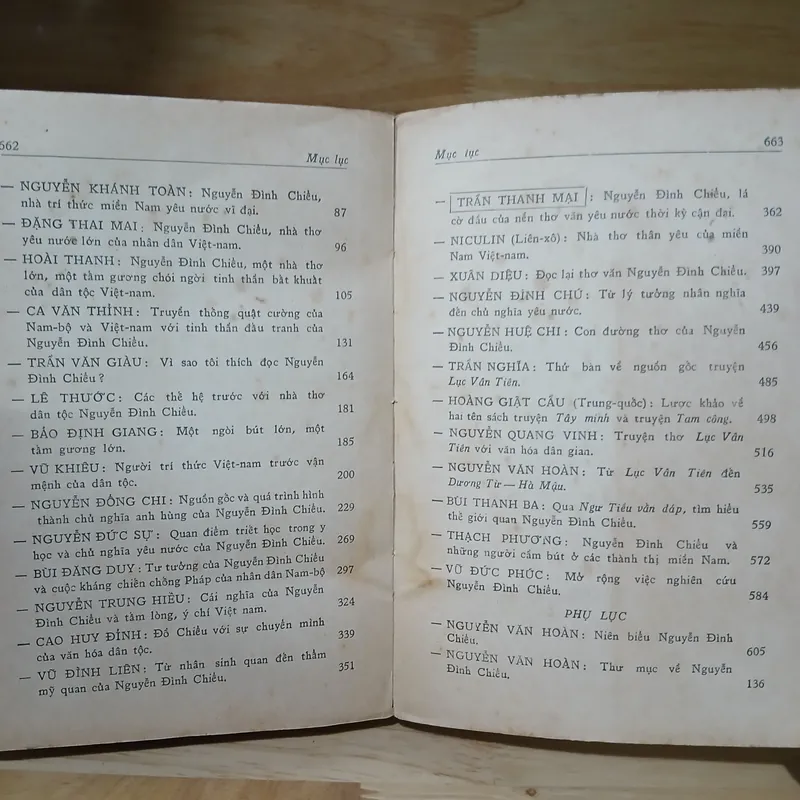 662
Mục lục
— NGUYỄN KHÁNH TOÀN: Nguyễn Đình Chiểu,
nhà trí thức miền Nam yêu nước vĩ đại. 87
— ĐẶNG THAI MAI: Nguyễn Đình Chiểu, nhà thơ
yêu nước lớn của nhân dân Việt-nam. 96
— HOÀI THANH: Nguyễn Đình Chiểu, một nhà thơ
lớn, một tấm gương chói ngời tinh thần bất khuất
của dân tộc Việt-nam. 105
— CA VĂN THỈNH: Truyền thống quật cường của
Nam-bộ và Việt-nam với tinh thần đấu tranh của
Nguyễn Đình Chiểu. 131
— TRẦN VĂN GIÀU: Vì sao tôi thích đọc Nguyễn
Đình Chiểu? 164
— LÊ THƯỚC: Các thế hệ trước với nhà thơ
dân tộc Nguyễn Đình Chiểu. 181
— BẢO ĐỊNH GIANG: Một ngòi bút lớn, một
tấm gương lớn. 185
— VŨ KHIÊU: Người trí thức Việt-nam trước vận
mệnh của dân tộc. 200
— NGUYỄN ĐỔNG CHI: Nguồn gốc và quá trình hình
thành chủ nghĩa anh hùng của Nguyễn Đình Chiểu. 229
— NGUYỄN ĐỨC SỰ: Quan điểm triết học trong y
học và chủ nghĩa yêu nước của Nguyễn Đình Chiểu. 269
— BÙI ĐĂNG DUY: Tư tưởng của Nguyễn Đình Chiểu
và cuộc kháng chiến chống Pháp của nhân dân Nam-bộ 297
— NGUYỄN TRUNG HIẾU: Cái nghĩa của Nguyễn
Đình Chiểu và tấm lòng, ý chí Việt nam. 324
— CAO HUY ĐỈNH: Đồ Chiểu với sự chuyển mình
của văn hóa dân tộc. 339
— VŨ ĐÌNH LIÊN: Từ nhân sinh quan đến thẩm
mỹ quan của Nguyễn Đình Chiểu. 351
Mục lục
663
— TRẦN THANH MẠI: Nguyễn Đình Chiểu, lá
cờ đầu của nền thơ văn yêu nước thời kỳ cận đại. 362
— NICULIN (Liên-xô): Nhà thơ thân yêu của miền
Nam Việt-nam. 390
— XUÂN DIỆU: Đọc lại thơ văn Nguyễn Đình Chiểu. 397
— NGUYỄN ĐÌNH CHÚ: Từ lý tưởng nhân nghĩa
đến chủ nghĩa yêu nước. 439
— NGUYỄN HUỆ CHI: Con đường thơ của Nguyễn
Đình Chiểu. 456
— TRẦN NGHĨA: Thử bàn về nguồn gốc truyện
Lục Vân Tiên. 485
— HOÀNG GIẬT CẦU (Trung-quốc): Lược khảo về
hai tên sách truyện Tây minh và truyện Tam công. 498
— NGUYỄN QUANG VINH: Truyện thơ Lục Vân
Tiên với văn hóa dân gian. 516
— NGUYỄN VĂN HOÀN: Từ Lục Vân Tiên đến
Dương Từ — Hà Mậu. 535
— BÙI THANH BA: Qua Ngư Tiều vấn đáp, tìm hiểu
thế giới quan Nguyễn Đình Chiểu. 559
— THẠCH PHƯƠNG: Nguyễn Đình Chiểu và
những người cầm bút ở các thành thị miền Nam. 572
— VŨ ĐỨC PHÚC: Mở rộng việc nghiên cứu
Nguyễn Đình Chiểu. 584
PHỤ LỤC
— NGUYỄN VĂN HOÀN: Niên biểu Nguyễn Đình
Chiểu. 605
— NGUYỄN VĂN HOÀN: Thư mục về Nguyễn
Đình Chiểu. 136